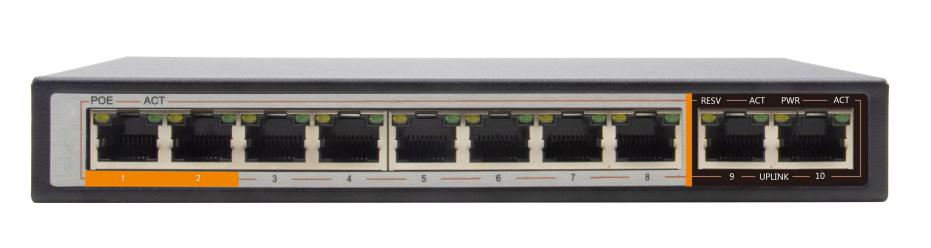 POE ACT RESV ACT PWR ACT
1 2 3 4 5 6 7 8 9 UPLINK 10